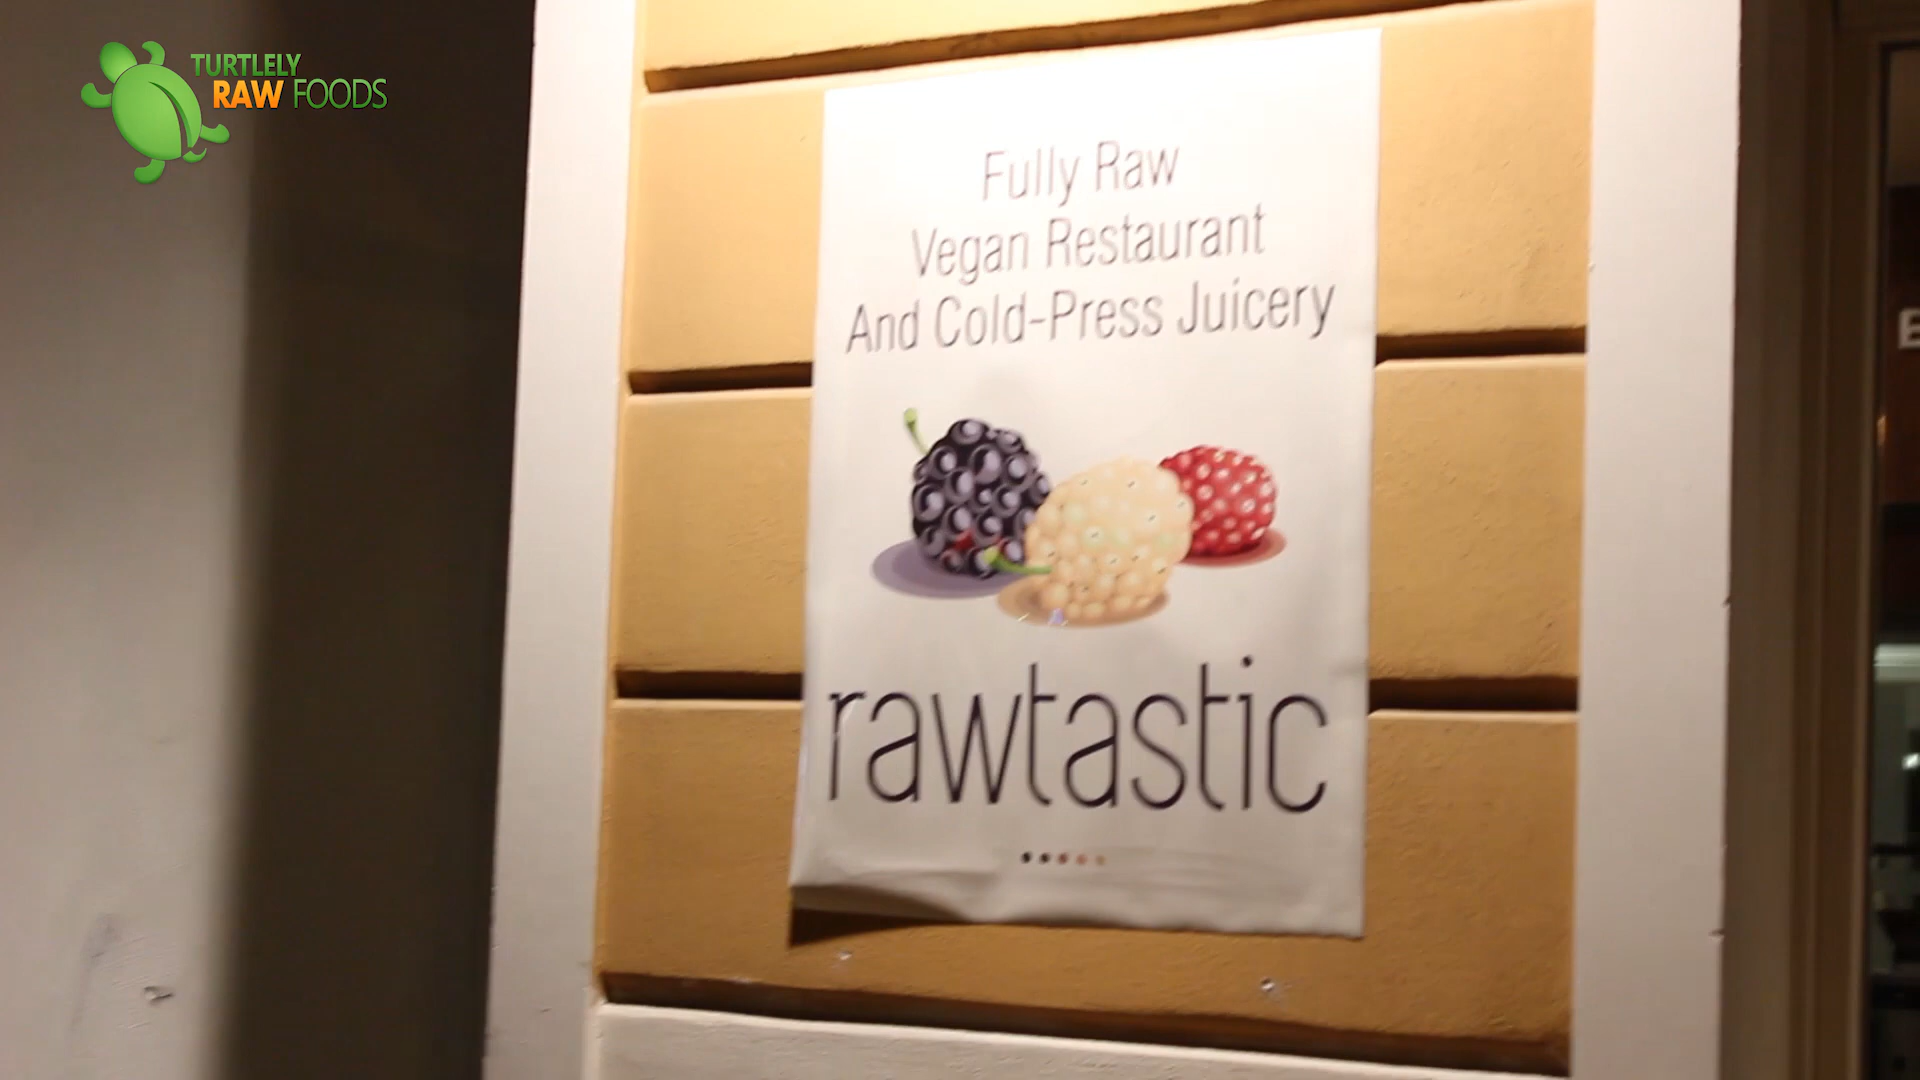 TURTLELY
RAW FOODS
Fully Raw
Vegan Restaurant
And Cold-Press Juicery
rawtastic